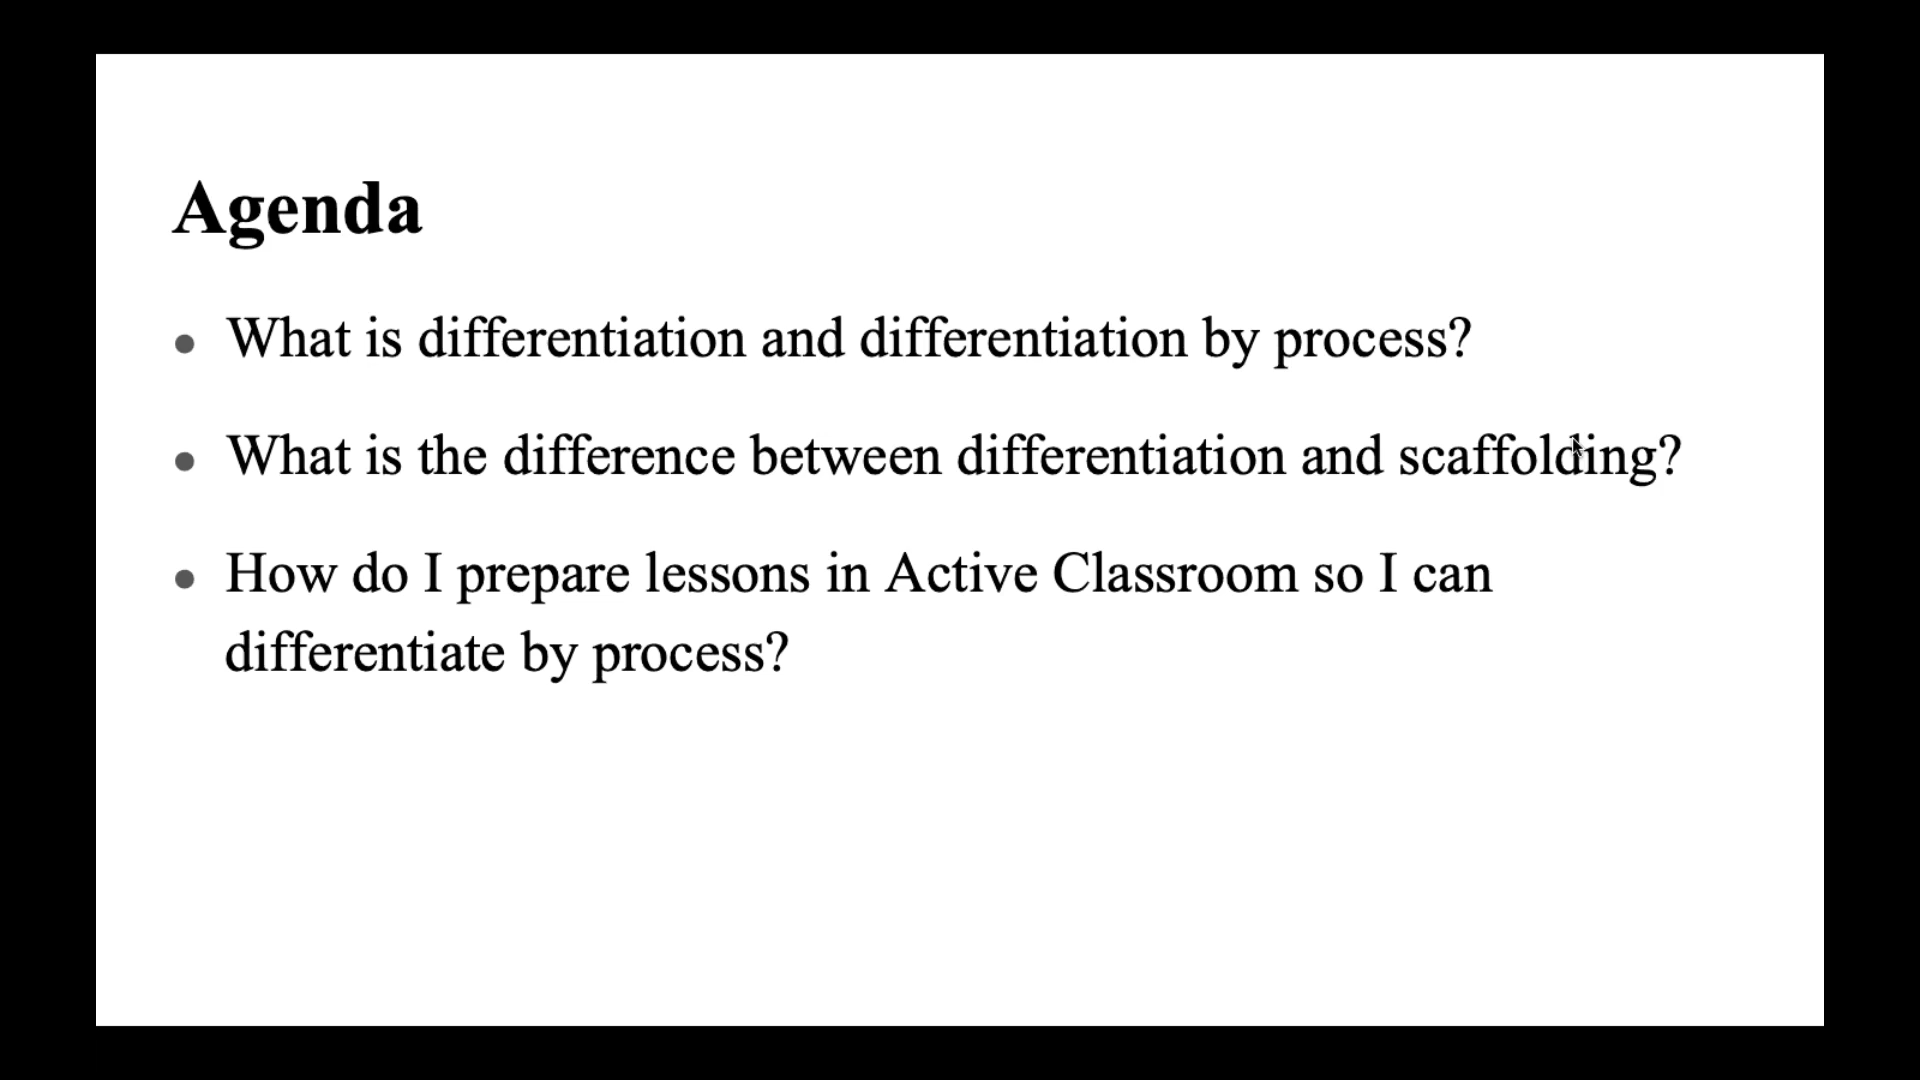 Agenda
• What is differentiation and differentiation by process?
• What is the difference between differentiation and scaffolding?
• How do I prepare lessons in Active Classroom so I can
differentiate by process?